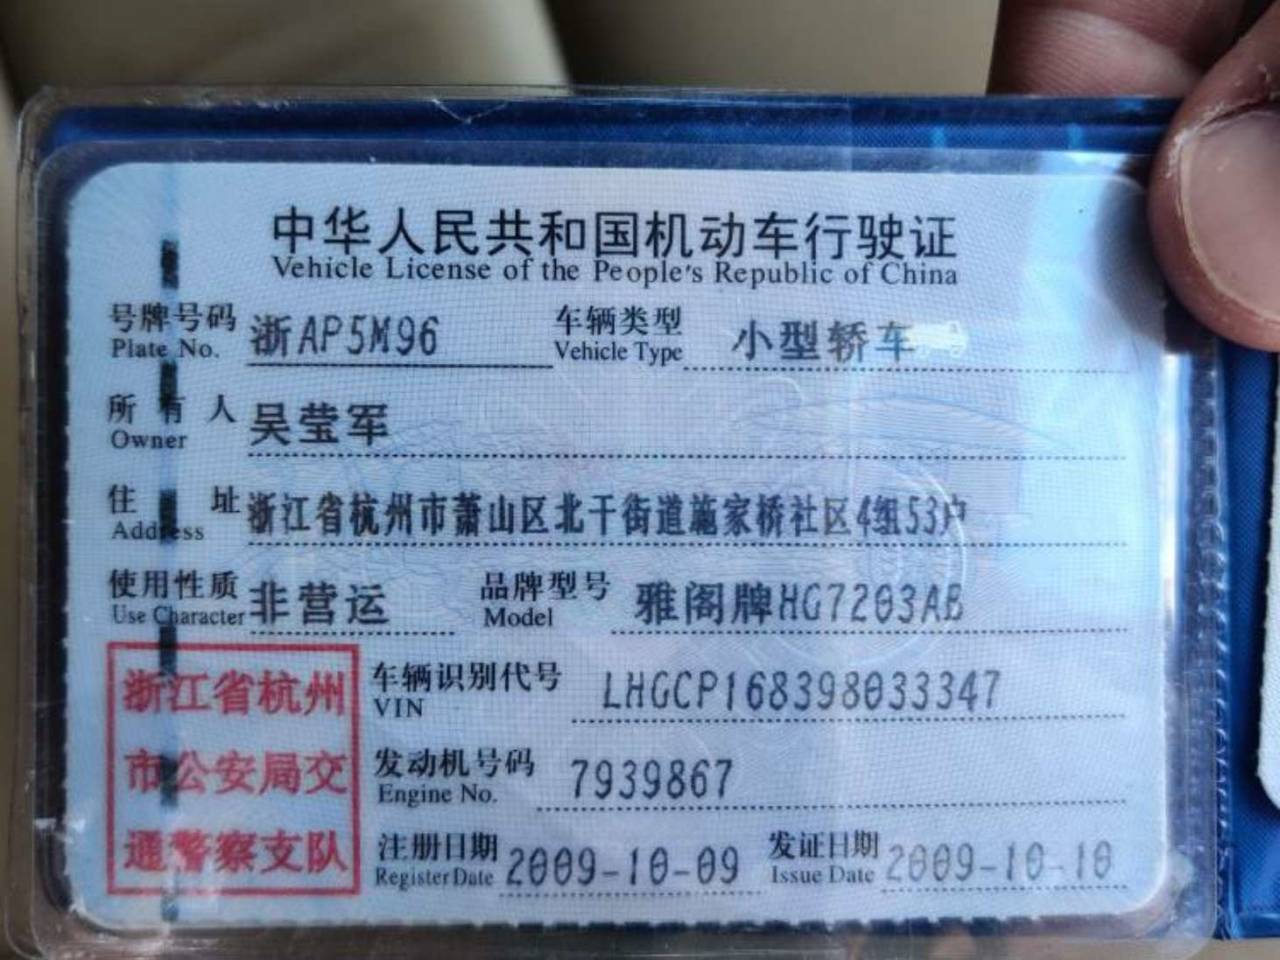 中华人民共和国机动车行驶证
Vehicle License of the People's Republic of China
号牌号码 浙AP5M96 车辆类型 小型轿车
Plate No. Vehicle Type
所有人 吴莹军
Owner
住址 浙江省杭州市萧山区北干街道施家桥社区4组53户
Address
使用性质 非营运 品牌型号 雅阁牌HG7203AB
Use Character Model
浙江省杭州
市公安局交
通警察支队
车辆识别代号 LHGCP168398033347
VIN
发动机号码 7939867
Engine No.
注册日期 2009-10-09 发证日期 2009-10-10
Register Date Issue Date